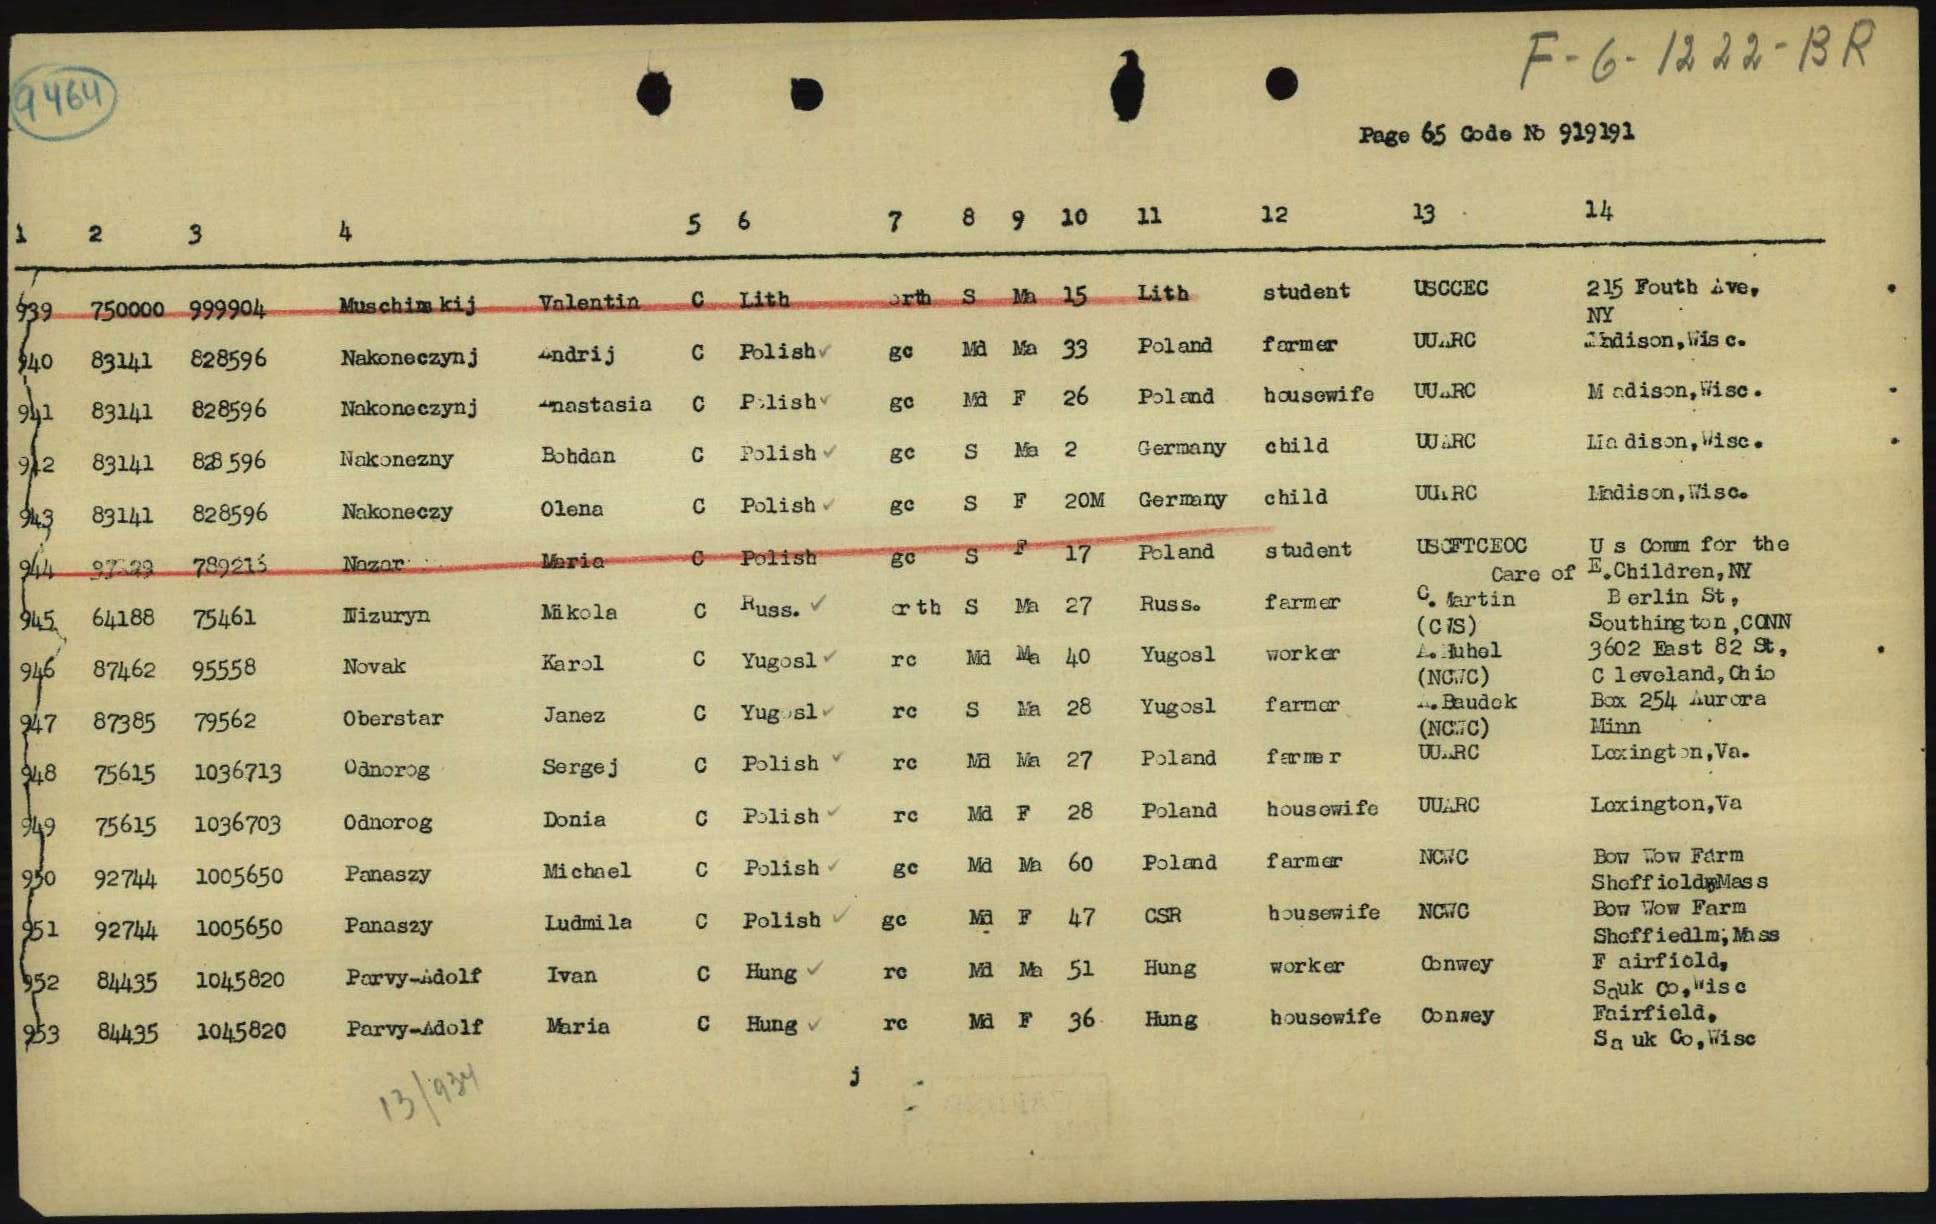 9464
F-6-1222-BR
Page 65 Code No 919191
1 2 3 4 5 6 7 8 9 10 11 12 13 14
939 750000 999904 Muschinskij Valentin C Lith orth S Ma 15 Lith student USCCEC 215 Fouth Ave,
NY
940 83141 828596 Nakoneczynj Andrij C Polish✓ gc Md Ma 33 Poland farmer UUARC Madison,Wisc.
941 83141 828596 Nakoneczynj Anastasia C Polish✓ gc Md F 26 Poland housewife UUARC Madison,Wisc.
942 83141 828596 Nakonezny Bohdan C Polish✓ gc S Ma 2 Germany child UUARC Madison,Wisc.
943 83141 828596 Nakoneczy Olena C Polish✓ gc S F 20M Germany child UUARC Madison,Wisc.
944 789213 Nazar Maria C Polish gc S F 17 Poland student USCFTCEOC U s Comm for the
Care of E.Children,NY
945 64188 75461 Nizuryn Mikola C Russ. ✓ orth S Ma 27 Russ. farmer C. Martin Berlin St,
(CWS) Southington,CONN
946 87462 95558 Novak Karol C Yugosl✓ rc Md Ma 40 Yugosl worker A.Muhel 3602 East 82 St,
(NCWC) Cleveland,Ohio
947 87385 79562 Oberstar Janez C Yugosl✓ rc S Ma 28 Yugosl farmer A.Baudek Box 254 Aurora
(NCWC) Minn
948 75615 1036713 Odnorog Sergej C Polish ✓ rc Md Ma 27 Poland farmer UUARC Lexington,Va.
949 75615 1036703 Odnorog Donia C Polish ✓ rc Md F 28 Poland housewife UUARC Lexington,Va
950 92744 1005650 Panaszy Michael C Polish ✓ gc Md Ma 60 Poland farmer NCWC Bow Wow Farm
Sheffield,Mass
951 92744 1005650 Panaszy Ludmila C Polish ✓ gc Md F 47 CSR housewife NCWC Bow Wow Farm
Sheffiedlm,Mass
952 84435 1045820 Parvy-Adolf Ivan C Hung ✓ rc Md Ma 51 Hung worker Conwey Fairfield,
Sauk Co,Wisc
953 84435 1045820 Parvy-Adolf Maria C Hung ✓ rc Md F 36 Hung housewife Conwey Fairfield,
Sauk Co,Wisc
j
13/934